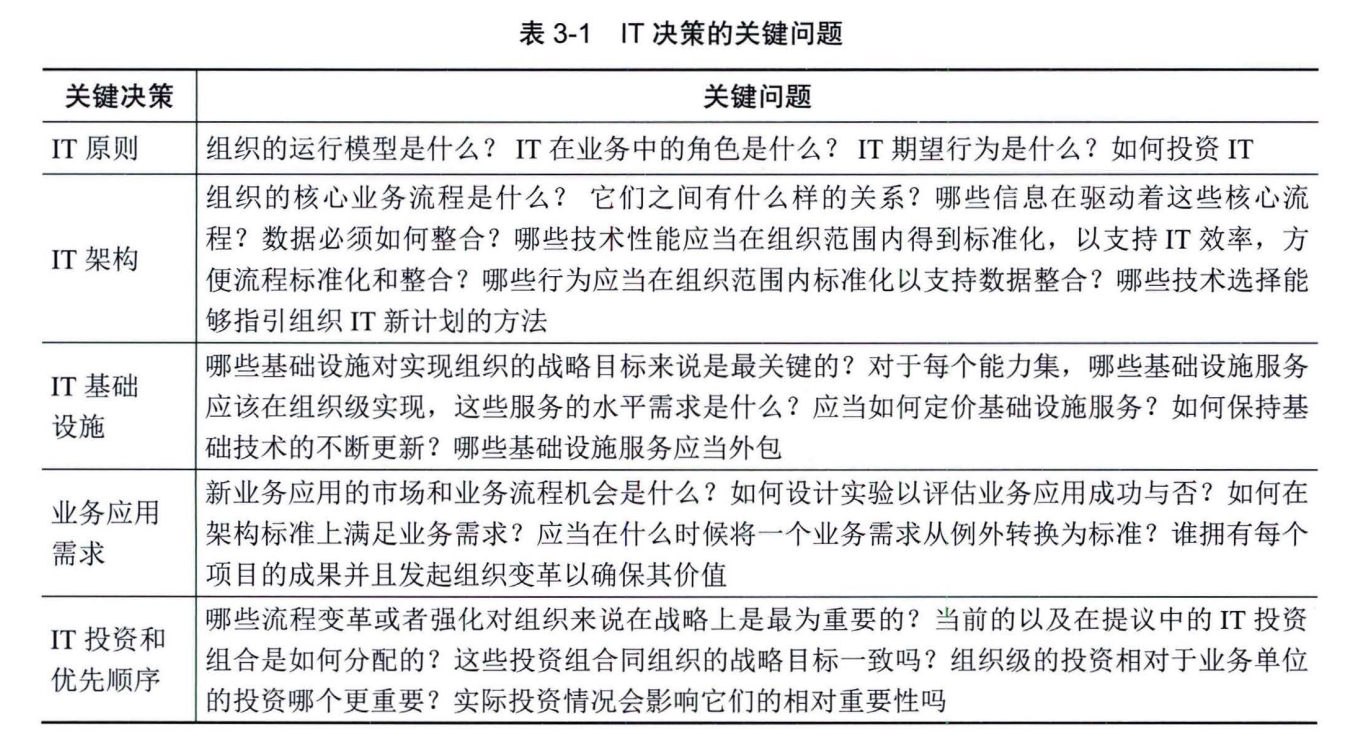 表 3-1 IT 决策的关键问题
关键决策
关键问题
IT 原则
组织的运行模型是什么？ IT 在业务中的角色是什么？ IT 期望行为是什么？如何投资 IT
IT 架构
组织的核心业务流程是什么？ 它们之间有什么样的关系？哪些信息在驱动着这些核心流
程？数据必须如何整合？哪些技术性能应当在组织范围内得到标准化，以支持 IT 效率，方
便流程标准化和整合？哪些行为应当在组织范围内标准化以支持数据整合？哪些技术选择能
够指引组织 IT 新计划的方法
IT 基础
设施
哪些基础设施对实现组织的战略目标来说是最关键的？对于每个能力集，哪些基础设施服务
应该在组织级实现，这些服务的水平需求是什么？应当如何定价基础设施服务？如何保持基
础技术的不断更新？哪些基础设施服务应当外包
业务应用
需求
新业务应用的市场和业务流程机会是什么？如何设计实验以评估业务应用成功与否？如何在
架构标准上满足业务需求？应当在什么时候将一个业务需求从例外转换为标准？谁拥有每个
项目的成果并且发起组织变革以确保其价值
IT 投资和
优先顺序
哪些流程变革或者强化对组织来说在战略上是最为重要的？当前的以及在提议中的 IT 投资
组合是如何分配的？这些投资组合同组织的战略目标一致吗？组织级的投资相对于业务单位
的投资哪个更重要？实际投资情况会影响它们的相对重要性吗